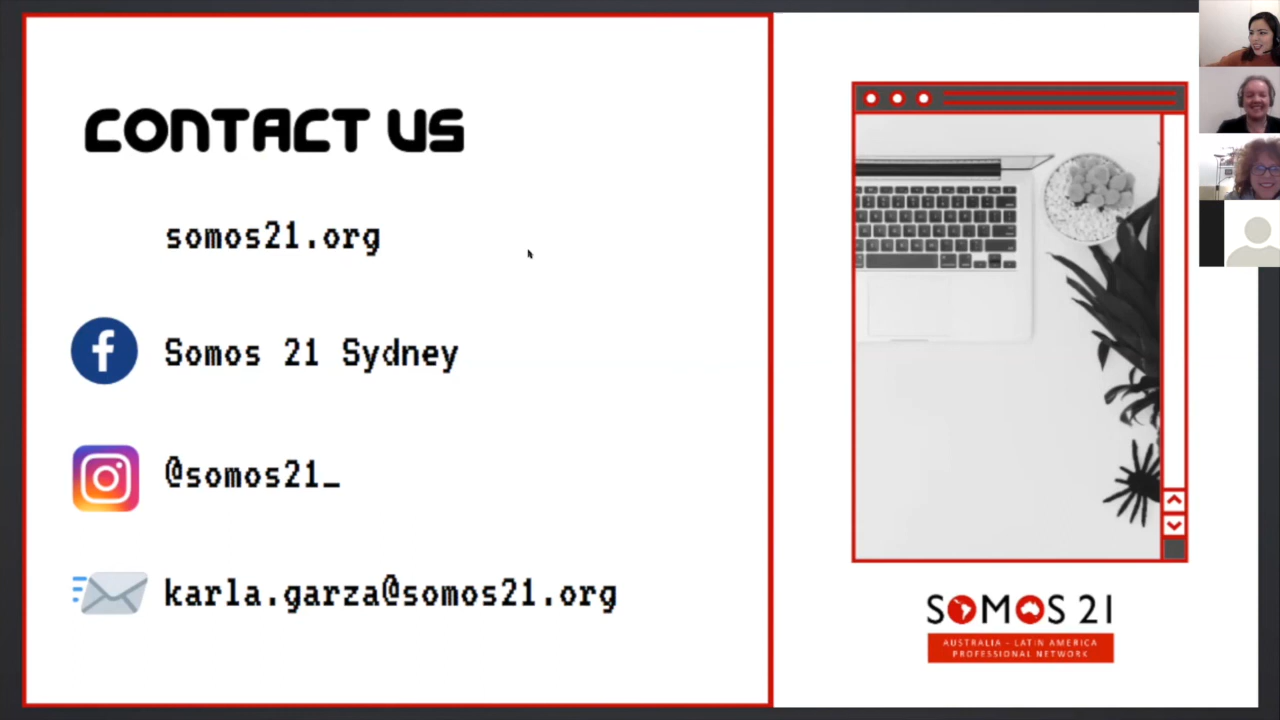 CONTACT US
somos21.org
Somos 21 Sydney
@somos21_
karla.garza@somos21.org
SOMOS 21
AUSTRALIA - LATIN AMERICA
PROFESSIONAL NETWORK